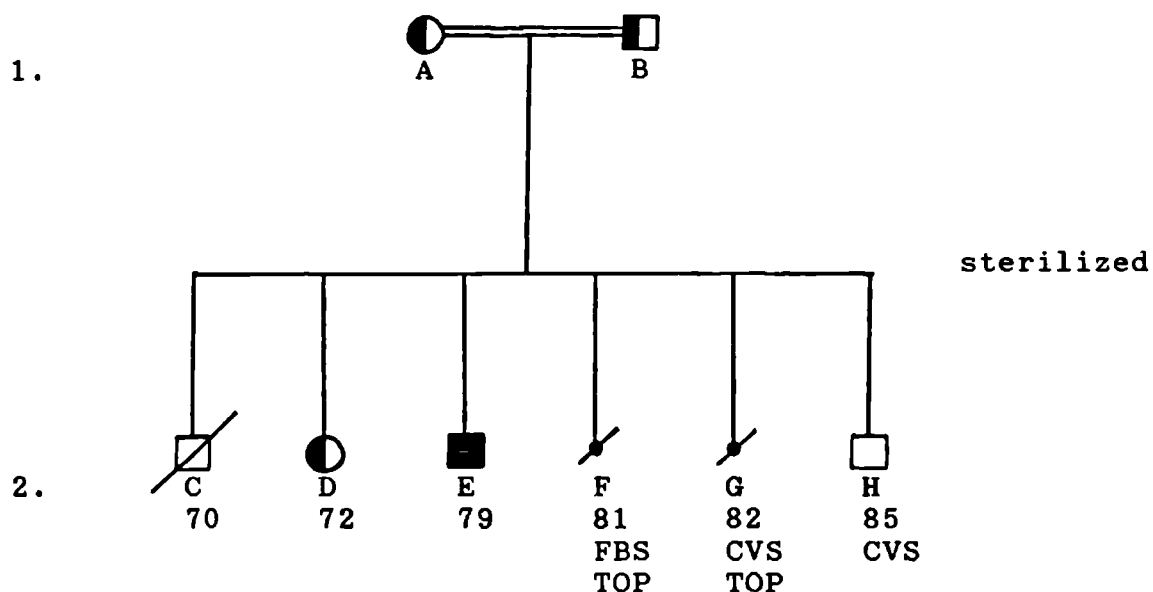 1.
A B
sterilized
2.
C D E F G H
70 72 79 81 82 85
FBS CVS CVS
TOP TOP